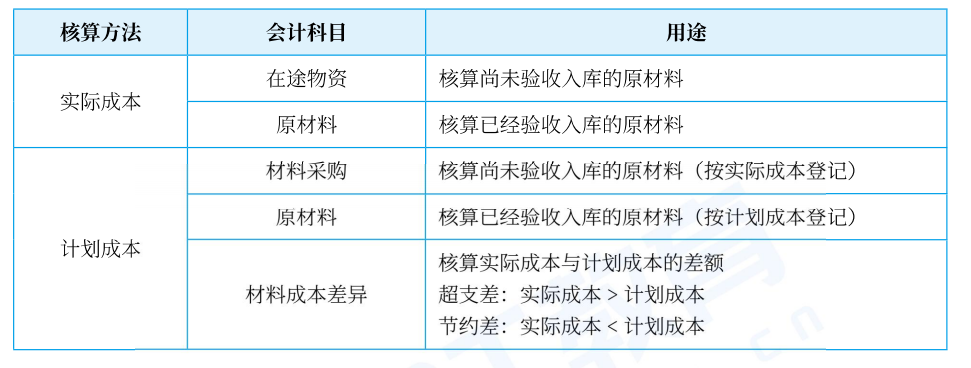 核算方法 会计科目 用途
实际成本 在途物资 核算尚未验收入库的原材料
原材料 核算已经验收入库的原材料
计划成本 材料采购 核算尚未验收入库的原材料（按实际成本登记）
原材料 核算已经验收入库的原材料（按计划成本登记）
材料成本差异 核算实际成本与计划成本的差额
超支差：实际成本 > 计划成本
节约差：实际成本 < 计划成本